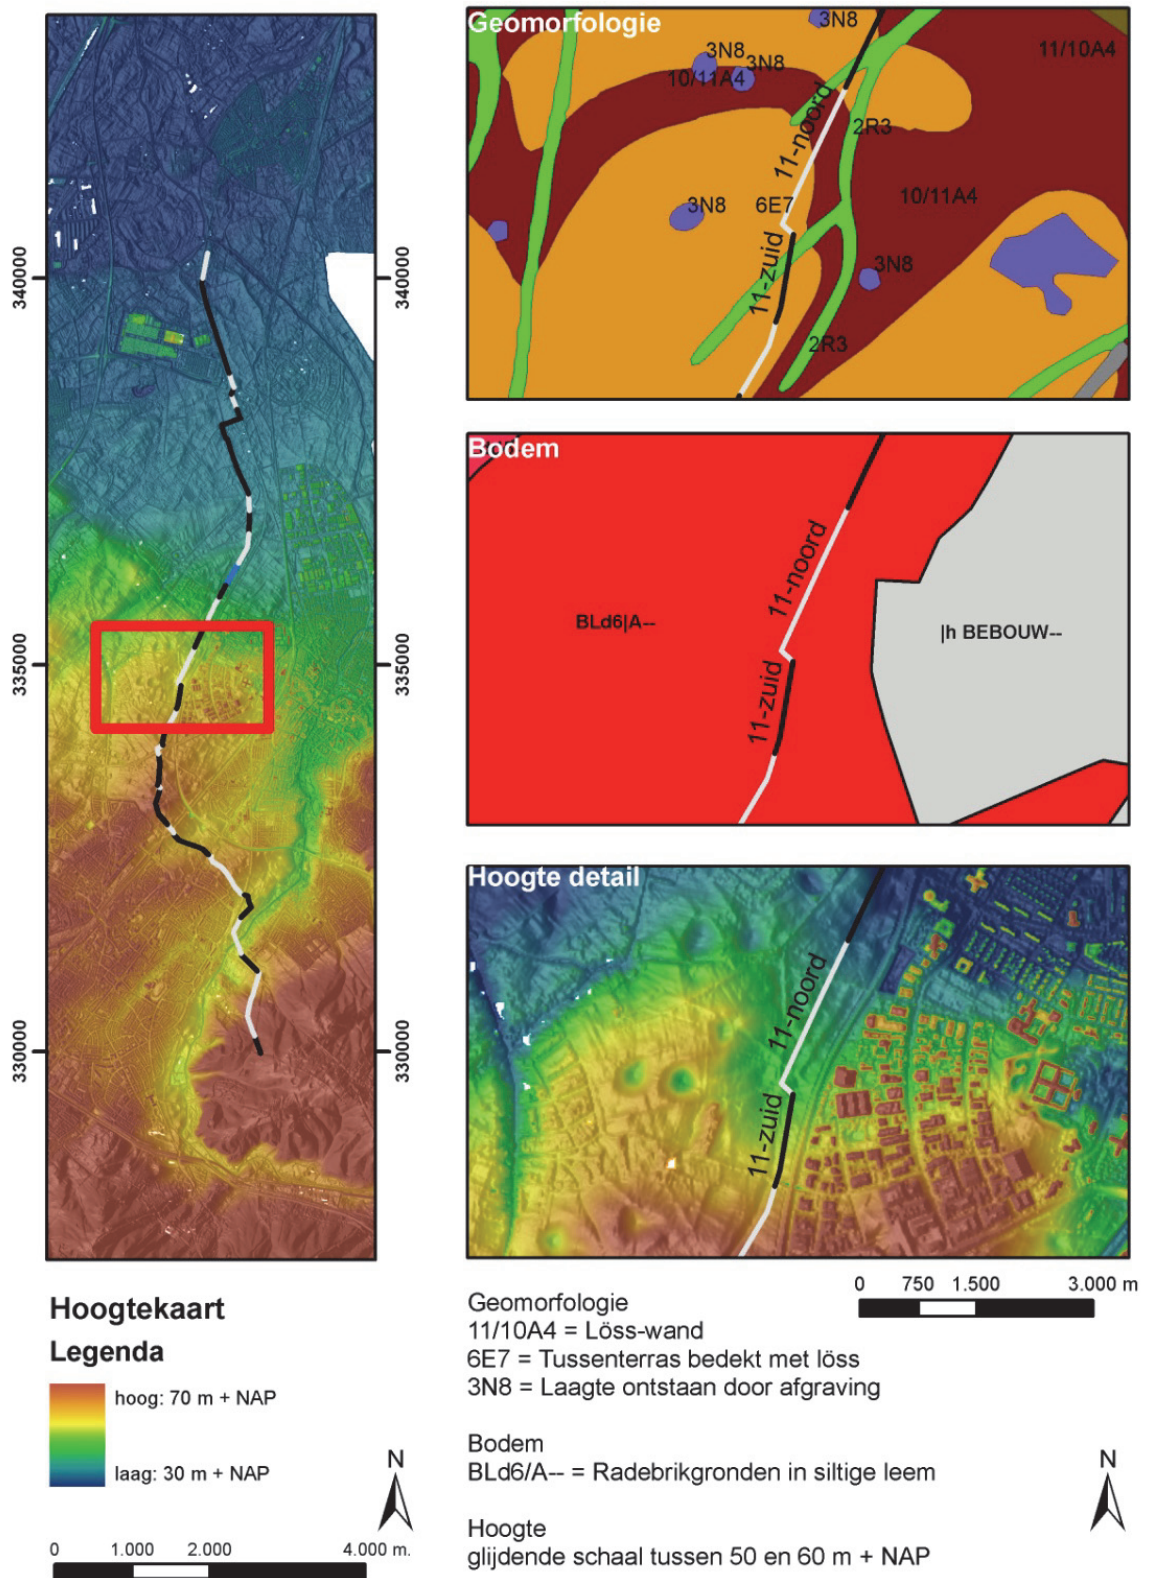 340000
335000
330000
340000
335000
330000
Hoogtekaart
Legenda
hoog: 70 m + NAP
laag: 30 m + NAP
N
0 1.000 2.000 4.000 m.
Geomorfologie
3N8
3N8
3N8
10/11A4
11/10A4
11-noord
2R3
3N8
6E7
10/11A4
11-zuid
3N8
2R3
Bodem
11-noord
BLd6|A--
|h BEBOUW--
11-zuid
Hoogte detail
11-noord
11-zuid
0 750 1.500 3.000 m
Geomorfologie
11/10A4 = Löss-wand
6E7 = Tussenterras bedekt met löss
3N8 = Laagte ontstaan door afgraving
Bodem
BLd6/A-- = Radebrikgronden in siltige leem
Hoogte
glijdende schaal tussen 50 en 60 m + NAP
N